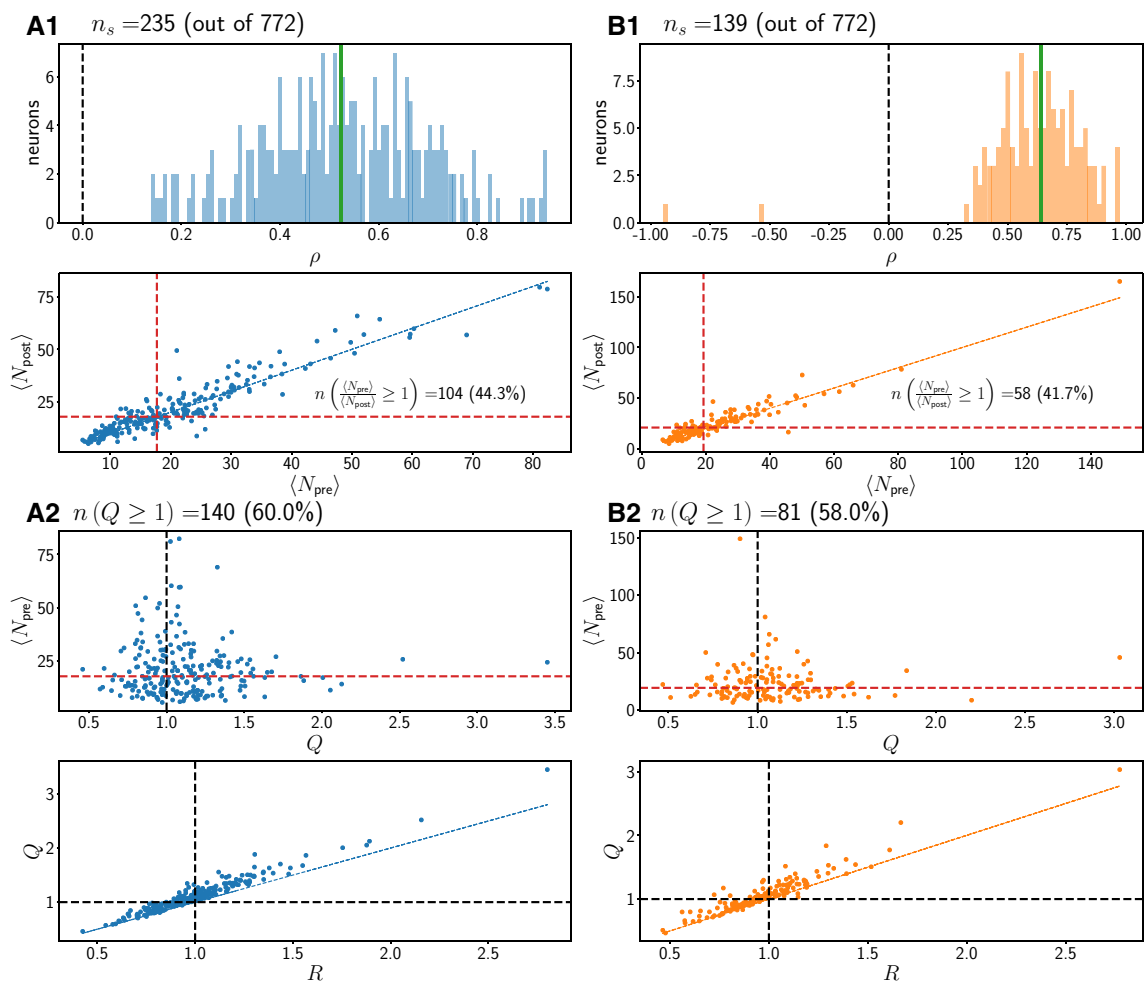 A1 n_s =235 (out of 772)
neurons
6
4
2
0
0.0 0.2 0.4 0.6 0.8
ρ
⟨N_post⟩
75
50
25
n(⟨N_pre⟩/⟨N_post⟩ ≥ 1) =104 (44.3%)
10 20 30 40 50 60 70 80
⟨N_pre⟩
A2 n (Q ≥ 1) =140 (60.0%)
⟨N_pre⟩
75
50
25
0.5 1.0 1.5 2.0 2.5 3.0 3.5
Q
Q
3
2
1
0.5 1.0 1.5 2.0 2.5
R
B1 n_s =139 (out of 772)
neurons
7.5
5.0
2.5
0.0
-1.00 -0.75 -0.50 -0.25 0.00 0.25 0.50 0.75 1.00
ρ
⟨N_post⟩
150
100
50
0
n(⟨N_pre⟩/⟨N_post⟩ ≥ 1) =58 (41.7%)
0 20 40 60 80 100 120 140
⟨N_pre⟩
B2 n (Q ≥ 1) =81 (58.0%)
⟨N_pre⟩
150
100
50
0
0.5 1.0 1.5 2.0 2.5 3.0
Q
Q
3
2
1
0.5 1.0 1.5 2.0 2.5
R